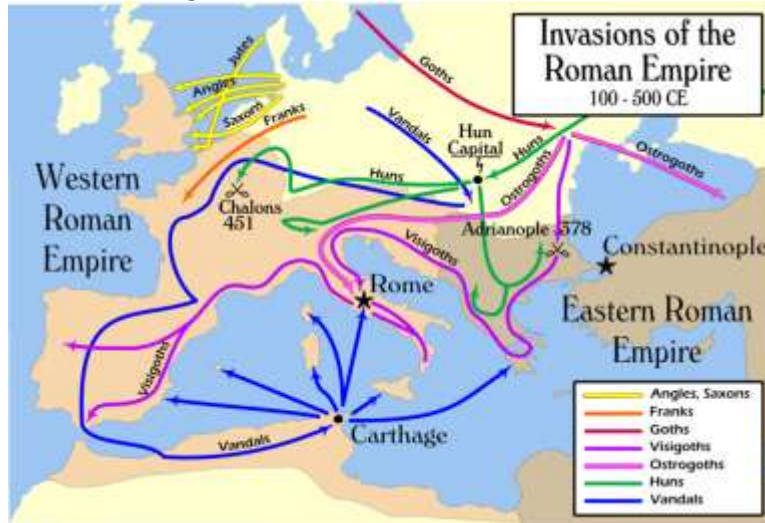 Invasions of the
Roman Empire
100 - 500 CE
Jutes
Angles
Saxons
Franks
Goths
Vandals
Hun
Capital
Huns
Ostrogoths
Ostrogoths
Huns
Western
Roman
Empire
Chalons
451
Adrianople 378
Constantinople
Visigoths
Rome
Eastern Roman
Empire
Visigoths
Vandals
Carthage
Angles, Saxons
Franks
Goths
Visigoths
Ostrogoths
Huns
Vandals